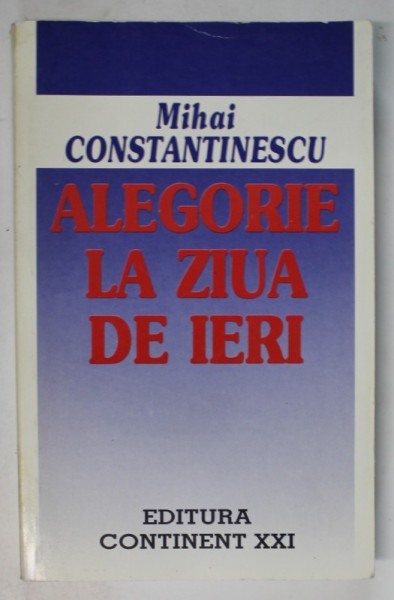 Mihai
CONSTANTINESCU
ALEGORIE
LA ZIUA
DE IERI
EDITURA
CONTINENT XXI